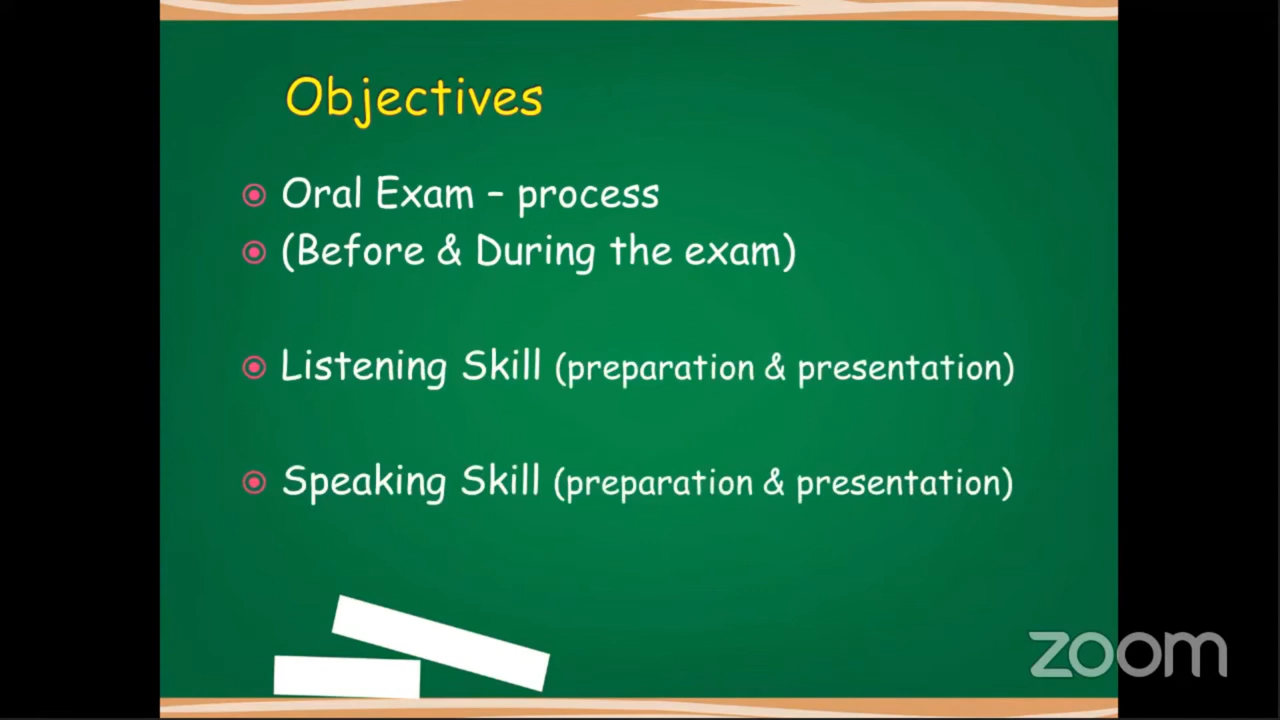 Objectives
Oral Exam – process
(Before & During the exam)
Listening Skill (preparation & presentation)
Speaking Skill (preparation & presentation)
zoom